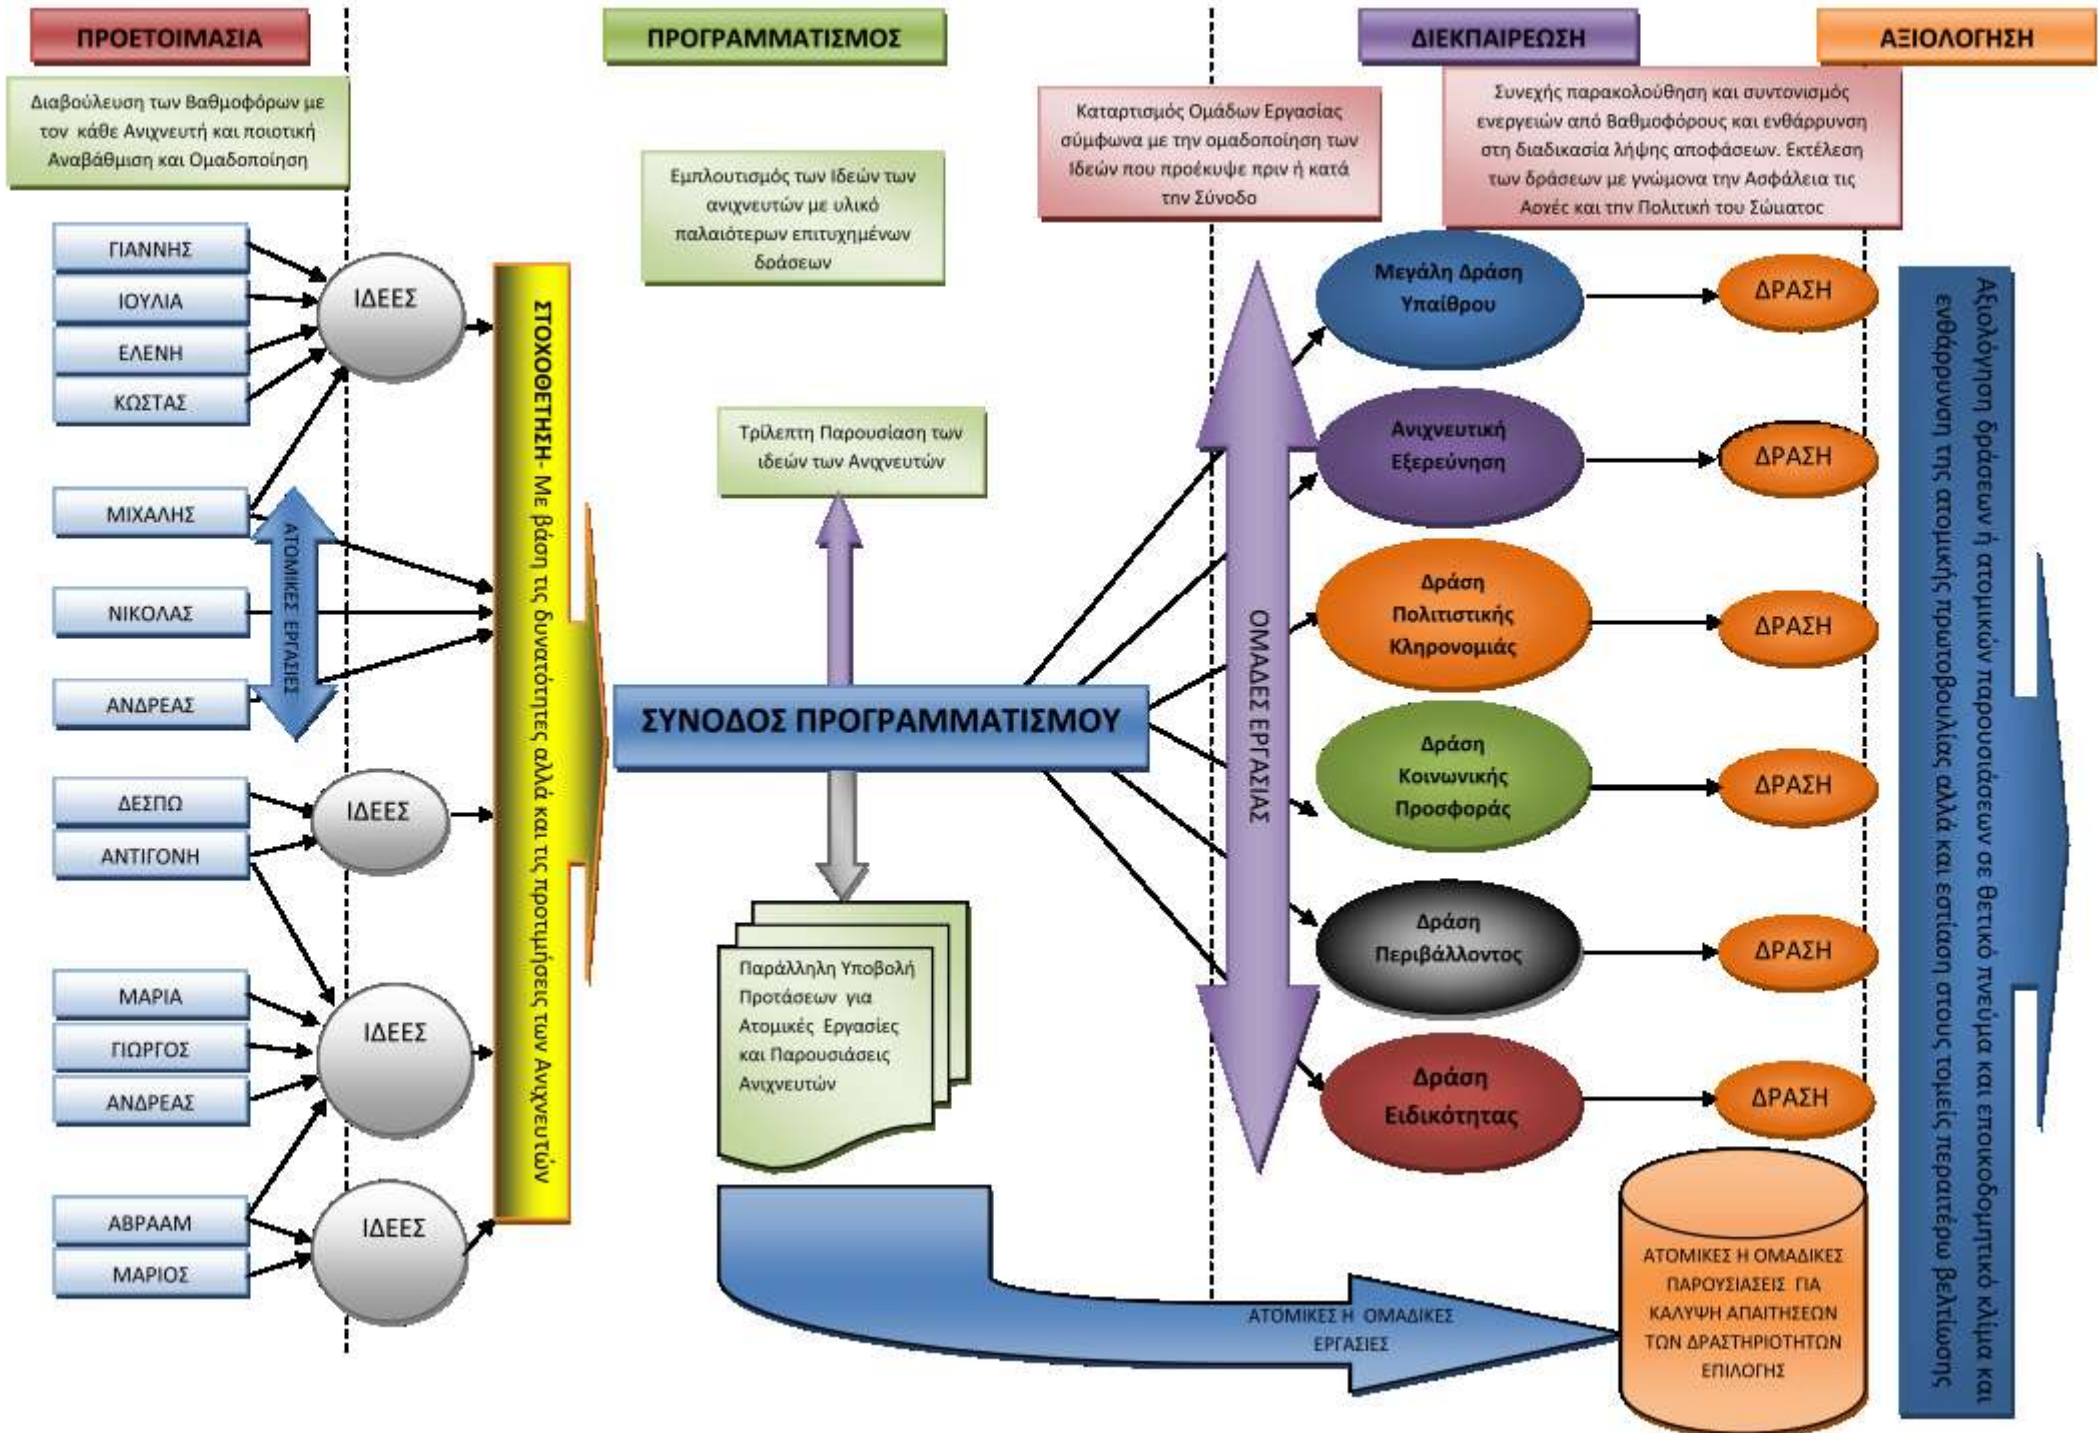 ΠΡΟΕΤΟΙΜΑΣΙΑ
ΠΡΟΓΡΑΜΜΑΤΙΣΜΟΣ
ΔΙΕΚΠΑΙΡΕΩΣΗ
ΑΞΙΟΛΟΓΗΣΗ
Διαβούλευση των Βαθμοφόρων με
τον κάθε Ανιχνευτή και ποιοτική
Αναβάθμιση και Ομαδοποίηση
Εμπλουτισμός των Ιδεών των
ανιχνευτών με υλικό
παλαιότερων επιτυχημένων
δράσεων
Καταρτισμός Ομάδων Εργασίας
σύμφωνα με την ομαδοποίηση των
Ιδεών που προέκυψε πριν ή κατά
την Σύνοδο
Συνεχής παρακολούθηση και συντονισμός
ενεργειών από Βαθμοφόρους και ενθάρρυνση
στη διαδικασία λήψης αποφάσεων. Εκτέλεση
των δράσεων με γνώμονα την Ασφάλεια τις
Αρχές και την Πολιτική του Σώματος
ΓΙΑΝΝΗΣ
ΙΟΥΛΙΑ
ΕΛΕΝΗ
ΚΩΣΤΑΣ
ΜΙΧΑΛΗΣ
ΝΙΚΟΛΑΣ
ΑΝΔΡΕΑΣ
ΔΕΣΠΩ
ΑΝΤΙΓΟΝΗ
ΜΑΡΙΑ
ΓΙΩΡΓΟΣ
ΑΝΔΡΕΑΣ
ΑΒΡΑΑΜ
ΜΑΡΙΟΣ
ΑΤΟΜΙΚΕΣ ΕΡΓΑΣΙΕΣ
ΙΔΕΕΣ
ΙΔΕΕΣ
ΙΔΕΕΣ
ΙΔΕΕΣ
ΣΤΟΧΟΘΕΤΗΣΗ- Με βάση τις δυνατότητες αλλά και τις προτιμήσεις των Ανιχνευτών
Τρίλεπτη Παρουσίαση των
ιδεών των Ανιχνευτών
ΣΥΝΟΔΟΣ ΠΡΟΓΡΑΜΜΑΤΙΣΜΟΥ
Παράλληλη Υποβολή
Προτάσεων για
Ατομικές Εργασίες
και Παρουσιάσεις
Ανιχνευτών
ΟΜΑΔΕΣ ΕΡΓΑΣΙΑΣ
Μεγάλη Δράση
Υπαίθρου
ΔΡΑΣΗ
Ανιχνευτική
Εξερεύνηση
ΔΡΑΣΗ
Δράση
Πολιτιστικής
Κληρονομιάς
ΔΡΑΣΗ
Δράση
Κοινωνικής
Προσφοράς
ΔΡΑΣΗ
Δράση
Περιβάλλοντος
ΔΡΑΣΗ
Δράση
Ειδικότητας
ΔΡΑΣΗ
ΑΤΟΜΙΚΕΣ Η ΟΜΑΔΙΚΕΣ
ΕΡΓΑΣΙΕΣ
ΑΤΟΜΙΚΕΣ Η ΟΜΑΔΙΚΕΣ
ΠΑΡΟΥΣΙΑΣΕΙΣ ΓΙΑ
ΚΑΛΥΨΗ ΑΠΑΙΤΗΣΕΩΝ
ΤΩΝ ΔΡΑΣΤΗΡΙΟΤΗΤΩΝ
ΕΠΙΛΟΓΗΣ
Αξιολόγηση δράσεων ή ατομικών παρουσιάσεων σε θετικό πνεύμα και εποικοδομητικό κλίμα και
ενθάρρυνση της ατομικής πρωτοβουλίας αλλά και εστίαση στους τομείς περαιτέρω βελτίωσης